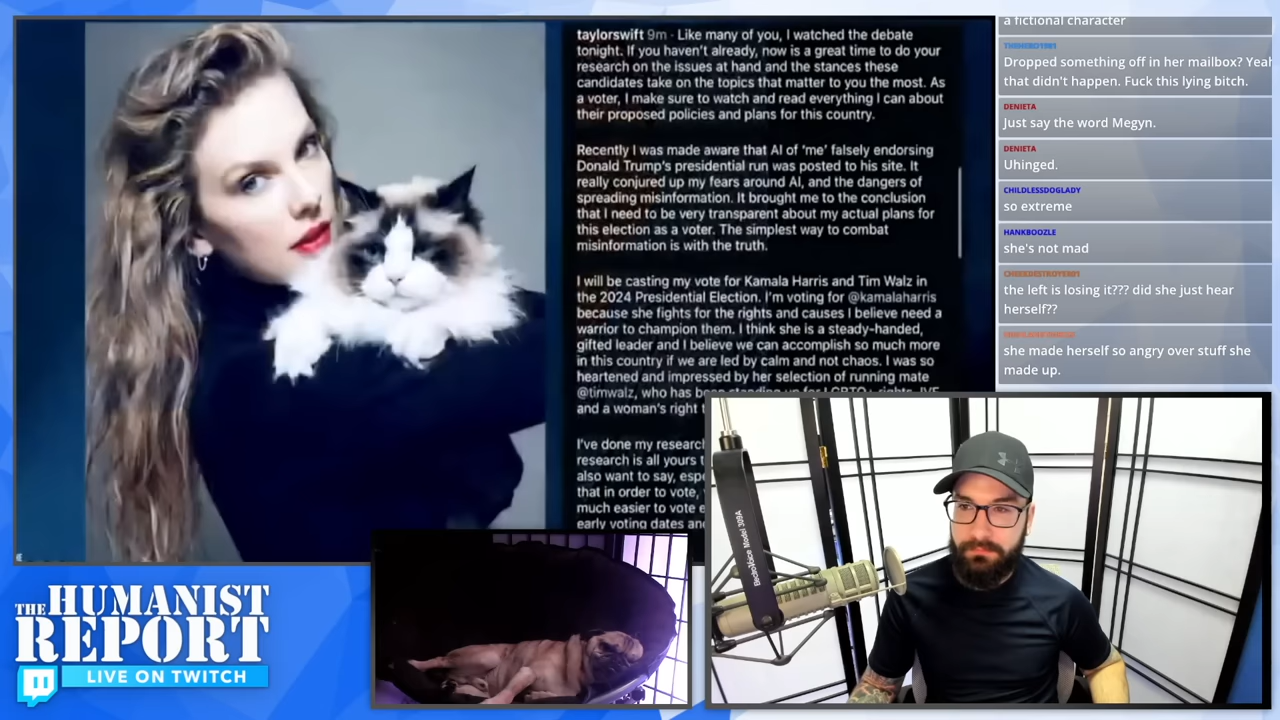 taylorswift 9m · Like many of you, I watched the debate
tonight. If you haven't already, now is a great time to do your
research on the issues at hand and the stances these
candidates take on the topics that matter to you the most. As
a voter, I make sure to watch and read everything I can about
their proposed policies and plans for this country.
Recently I was made aware that AI of 'me' falsely endorsing
Donald Trump's presidential run was posted to his site. It
really conjured up my fears around AI, and the dangers of
spreading misinformation. It brought me to the conclusion
that I need to be very transparent about my actual plans for
this election as a voter. The simplest way to combat
misinformation is with the truth.
I will be casting my vote for Kamala Harris and Tim Walz in
the 2024 Presidential Election. I'm voting for @kamalaharris
because she fights for the rights and causes I believe need a
warrior to champion them. I think she is a steady-handed,
gifted leader and I believe we can accomplish so much more
in this country if we are led by calm and not chaos. I was so
heartened and impressed by her selection of running mate
@timwalz, who has been standing up for LGBTQ+ rights, IVF
and a woman's right
I've done my research
research is all yours
also want to say,
that in order to vote,
much easier to vote
early voting dates and
a fictional character
Dropped something off in her mailbox? Yeah
that didn't happen. Fuck this lying bitch.
DENIETA
Just say the word Megyn.
DENIETA
Uhinged.
CHILDLESSDOGLADY
so extreme
HANKBOOZLE
she's not mad
the left is losing it??? did she just hear
herself??
she made herself so angry over stuff she
made up.
ElectroVoice Model 309A
THE HUMANIST
REPORT
LIVE ON TWITCH